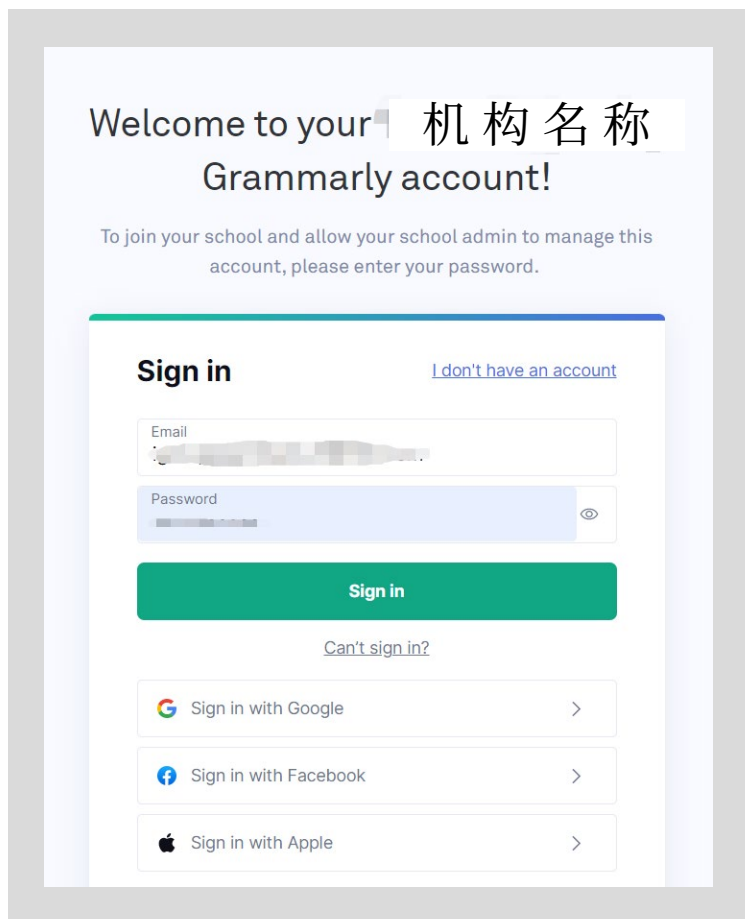 Welcome to your 机构名称
Grammarly account!
To join your school and allow your school admin to manage this
account, please enter your password.
Sign in
I don't have an account
Email
Password
Sign in
Can't sign in?
Sign in with Google
Sign in with Facebook
Sign in with Apple